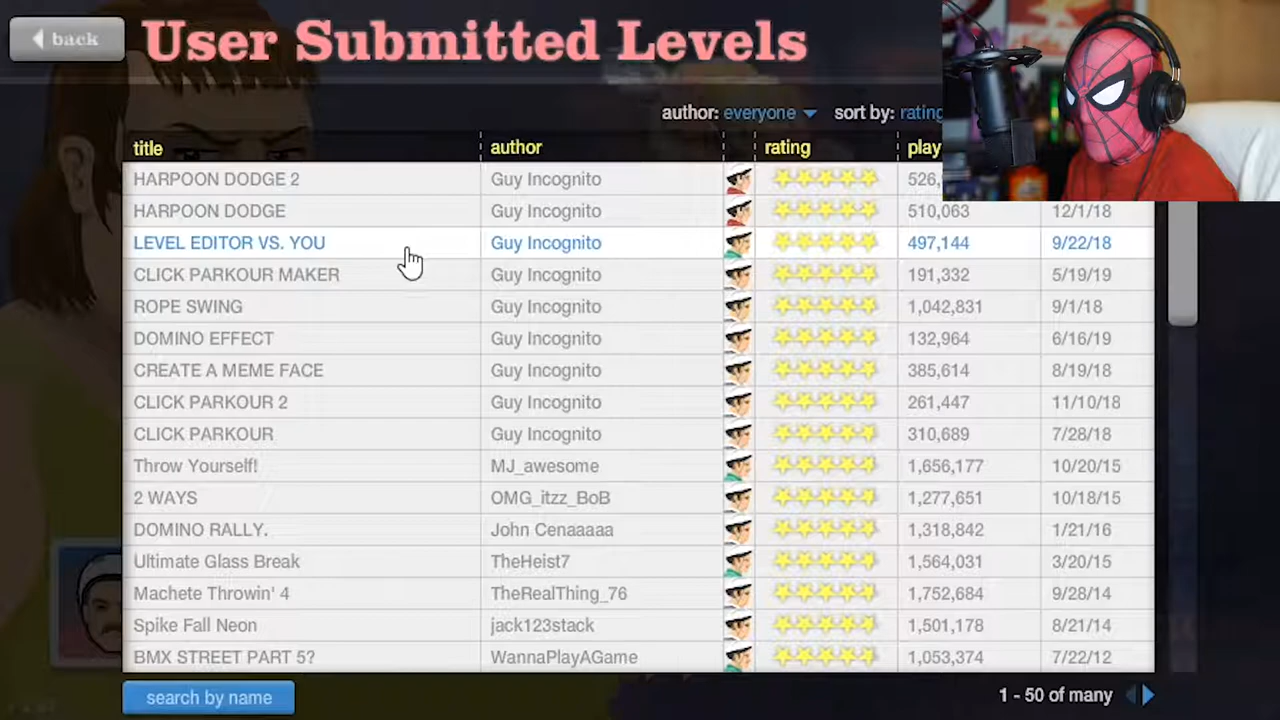 back
User Submitted Levels
author: everyone sort by: rating
title author rating play
HARPOON DODGE 2 Guy Incognito 526,
HARPOON DODGE Guy Incognito 510,063 12/1/18
LEVEL EDITOR VS. YOU Guy Incognito 497,144 9/22/18
CLICK PARKOUR MAKER Guy Incognito 191,332 5/19/19
ROPE SWING Guy Incognito 1,042,831 9/1/18
DOMINO EFFECT Guy Incognito 132,964 6/16/19
CREATE A MEME FACE Guy Incognito 385,614 8/19/18
CLICK PARKOUR 2 Guy Incognito 261,447 11/10/18
CLICK PARKOUR Guy Incognito 310,689 7/28/18
Throw Yourself! MJ_awesome 1,656,177 10/20/15
2 WAYS OMG_itzz_BoB 1,277,651 10/18/15
DOMINO RALLY. John Cenaaaaa 1,318,842 1/21/16
Ultimate Glass Break TheHeist7 1,564,031 3/20/15
Machete Throwin' 4 TheRealThing_76 1,752,684 9/28/14
Spike Fall Neon jack123stack 1,501,178 8/21/14
BMX STREET PART 5? WannaPlayAGame 1,053,374 7/22/12
search by name 1 - 50 of many